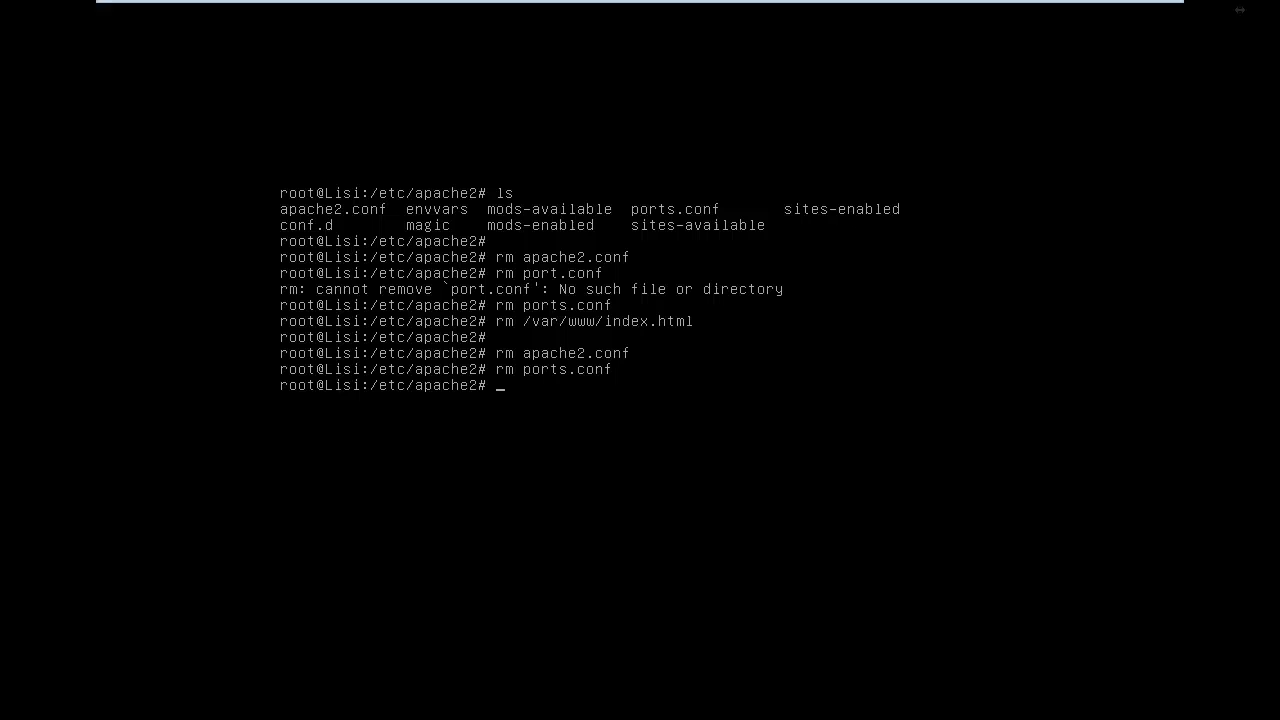 root@Lisi:/etc/apache2# ls
apache2.conf  envvars  mods-available  ports.conf       sites-enabled
conf.d        magic    mods-enabled    sites-available
root@Lisi:/etc/apache2#
root@Lisi:/etc/apache2# rm apache2.conf
root@Lisi:/etc/apache2# rm port.conf
rm: cannot remove `port.conf': No such file or directory
root@Lisi:/etc/apache2# rm ports.conf
root@Lisi:/etc/apache2# rm /var/www/index.html
root@Lisi:/etc/apache2#
root@Lisi:/etc/apache2# rm apache2.conf
root@Lisi:/etc/apache2# rm ports.conf
root@Lisi:/etc/apache2# _